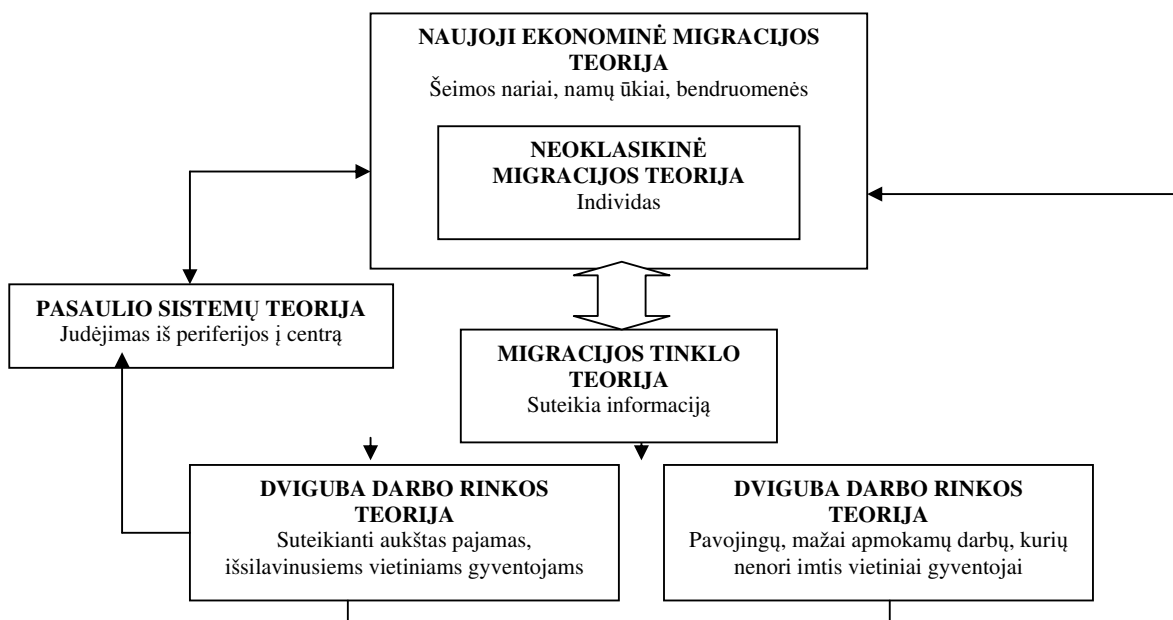 NAUJOJI EKONOMINĖ MIGRACIJOS
TEORIJA
Šeimos nariai, namų ūkiai, bendruomenės
NEOKLASIKINĖ
MIGRACIJOS TEORIJA
Individas
PASAULIO SISTEMŲ TEORIJA
Judėjimas iš periferijos į centrą
MIGRACIJOS TINKLO
TEORIJA
Suteikia informaciją
DVIGUBA DARBO RINKOS
TEORIJA
Suteikianti aukštas pajamas,
išsilavinusiems vietiniams gyventojams
DVIGUBA DARBO RINKOS
TEORIJA
Pavojingų, mažai apmokamų darbų, kurių
nenori imtis vietiniai gyventojai